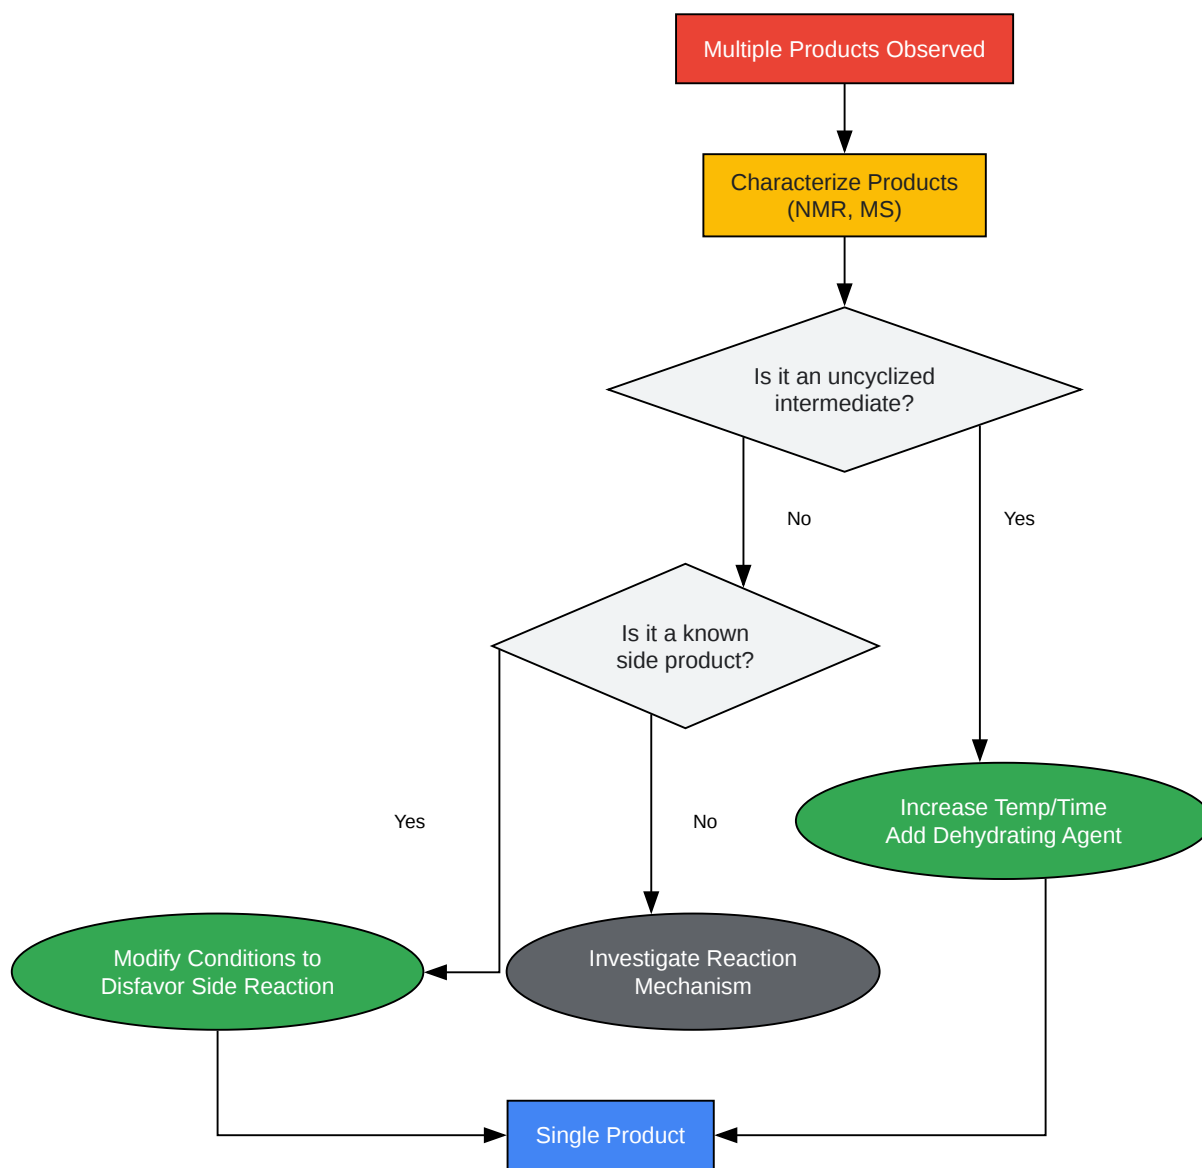 Multiple Products Observed
Characterize Products
(NMR, MS)
Is it an uncyclized
intermediate?
No
Yes
Is it a known
side product?
Increase Temp/Time
Add Dehydrating Agent
Yes
No
Modify Conditions to
Disfavor Side Reaction
Investigate Reaction
Mechanism
Single Product